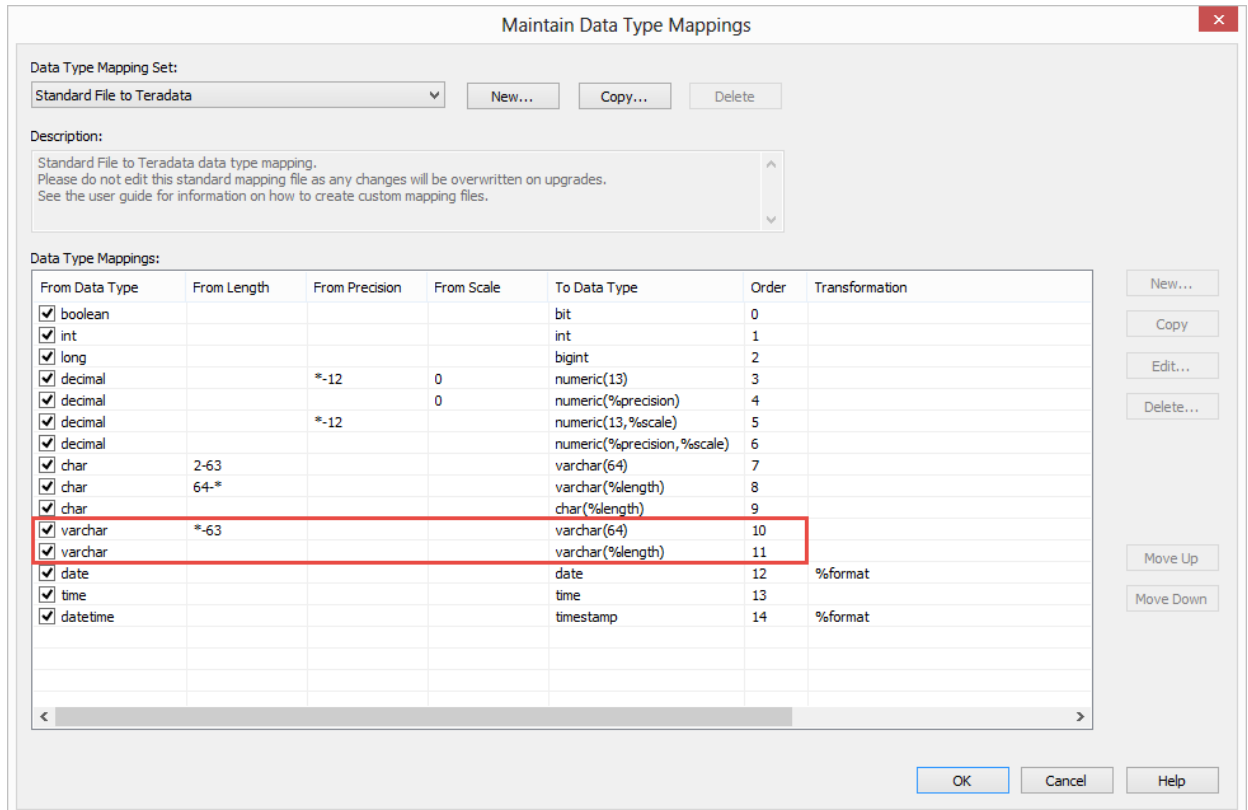 Maintain Data Type Mappings
Data Type Mapping Set:
Standard File to Teradata New... Copy... Delete
Description:
Standard File to Teradata data type mapping.
Please do not edit this standard mapping file as any changes will be overwritten on upgrades.
See the user guide for information on how to create custom mapping files.
Data Type Mappings:
From Data Type From Length From Precision From Scale To Data Type Order Transformation New...
boolean bit 0
int int 1 Copy
long bigint 2
decimal *-12 0 numeric(13) 3 Edit...
decimal 0 numeric(%precision) 4 Delete...
decimal *-12 numeric(13,%scale) 5
decimal numeric(%precision,%scale) 6
char 2-63 varchar(64) 7
char 64-* varchar(%length) 8
char char(%length) 9
varchar *-63 varchar(64) 10
varchar varchar(%length) 11 Move Up
date date 12 %format
time time 13 Move Down
datetime timestamp 14 %format
OK Cancel Help